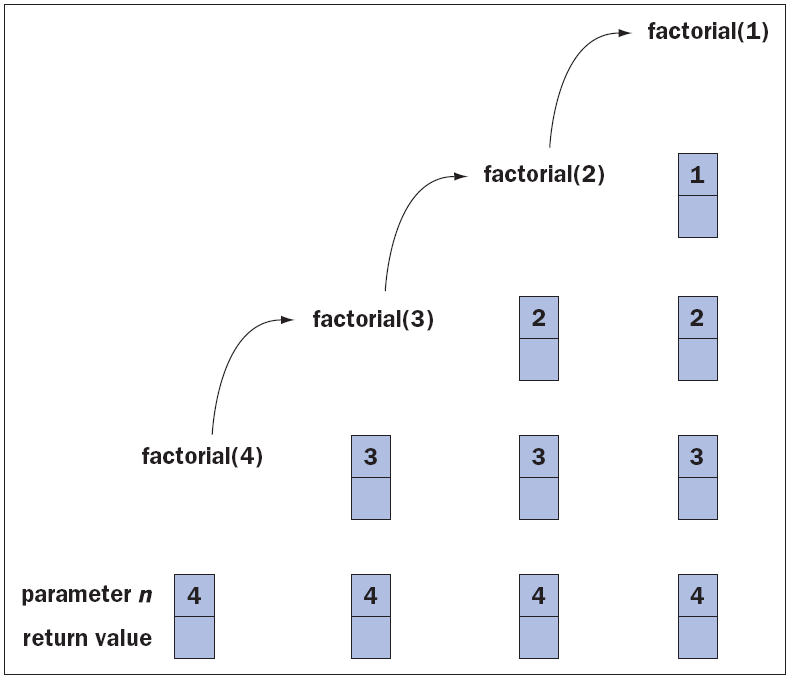 factorial(1)
factorial(2)
1
factorial(3)
2
2
factorial(4)
3
3
3
parameter n
4
4
4
4
return value